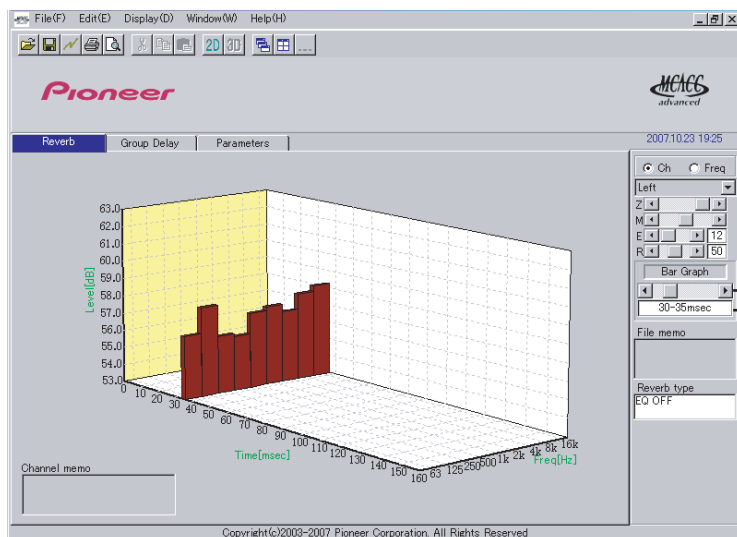 File(F) Edit(E) Display(D) Window(W) Help(H)
2D 3D ...
Pioneer
MCACC
advanced
Reverb Group Delay Parameters
2007.10.23 19:25
Ch Freq
Left
Z
M
E 12
R 50
Bar Graph
30-35msec
File memo
Reverb type
EQ OFF
Level[dB]
63.0
62.0
61.0
60.0
59.0
58.0
57.0
56.0
55.0
54.0
53.0
0 10 20 30 40 50 60 70 80 90 100 110 120 130 140 150 160
Time[msec]
63 125 250 500 1k 2k 4k 8k 16k
Freq[Hz]
Channel memo
Copyright(c)2003-2007 Pioneer Corporation. All Rights Reserved